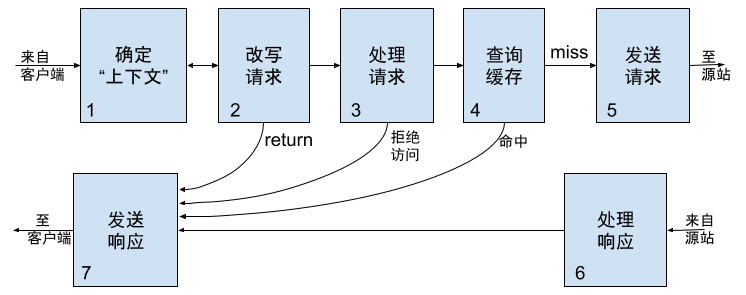 来自
客户端
确定
“上下文”
1
改写
请求
2
处理
请求
3
查询
缓存
4
miss
发送
请求
5
至
源站
return
拒绝
访问
命中
至
客户端
发送
响应
7
处理
响应
6
来自
源站